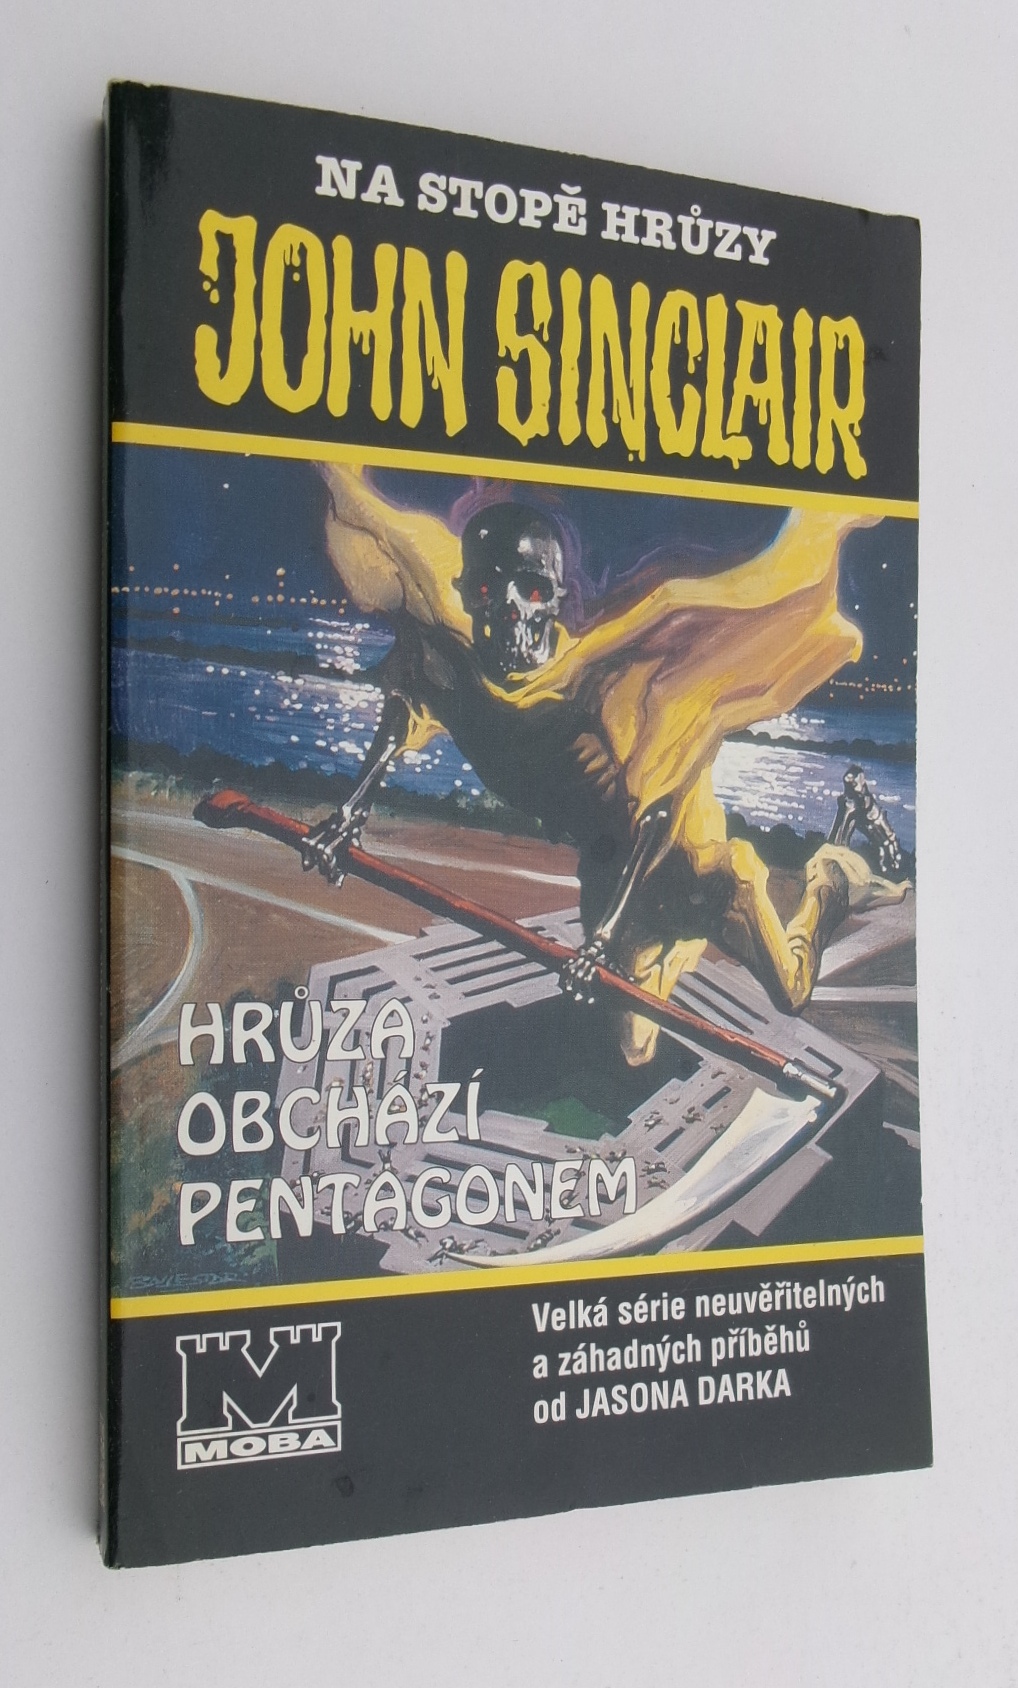 NA STOPĚ HRŮZY
JOHN SINCLAIR
HRŮZA
OBCHÁZÍ
PENTAGONEM
Velká série neuvěřitelných
a záhadných příběhů
od JASONA DARKA
M
MOBA